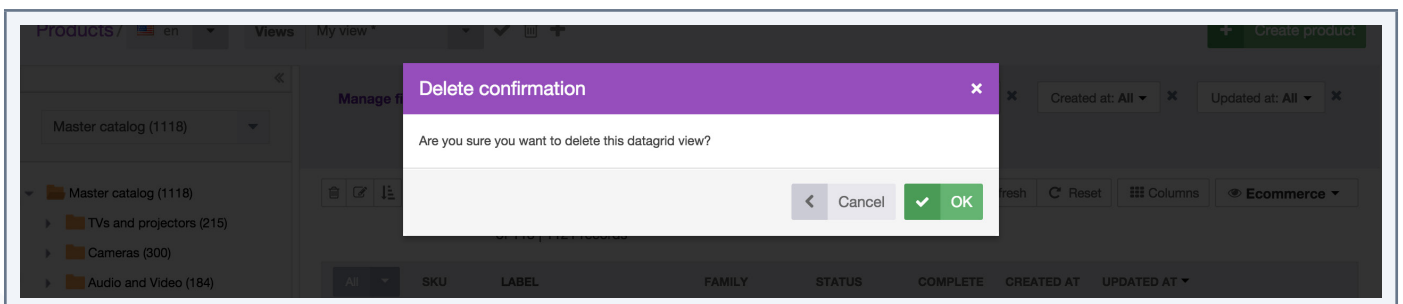 Products / en Views My view * Create product
Delete confirmation
Manage fi Created at: All Updated at: All
Master catalog (1118)
Are you sure you want to delete this datagrid view?
Master catalog (1118)
fresh Reset Columns Ecommerce
Cancel OK
TVs and projectors (215)
Cameras (300)
Audio and Video (184)
All SKU LABEL FAMILY STATUS COMPLETE CREATED AT UPDATED AT